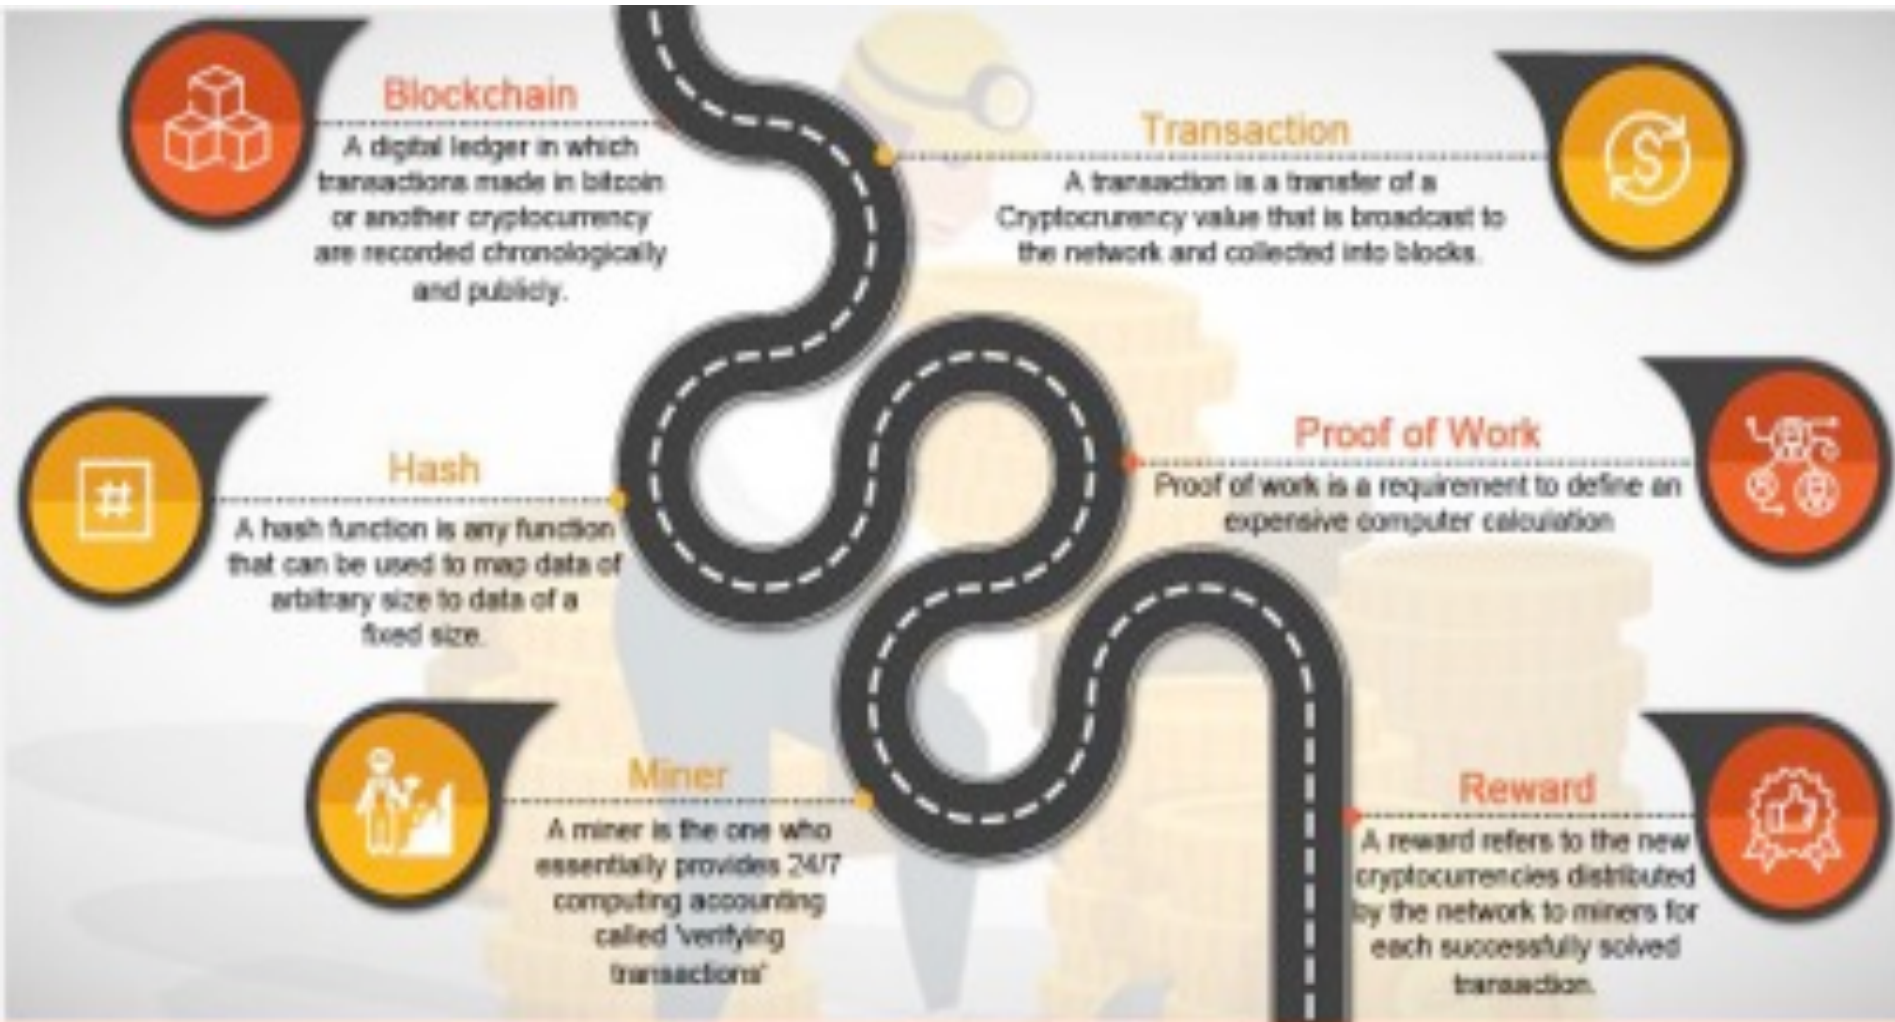 Blockchain
A digital ledger in which
transactions made in bitcoin
or another cryptocurrency
are recorded chronologically
and publicly.
Transaction
A transaction is a transfer of a
Cryptocrurency value that is broadcast to
the network and collected into blocks.
Hash
A hash function is any function
that can be used to map data of
arbitrary size to data of a
fixed size.
Proof of Work
Proof of work is a requirement to define an
expensive computer calculation
Miner
A miner is the one who
essentially provides 24/7
computing accounting
called 'verifying
transactions'
Reward
A reward refers to the new
cryptocurrencies distributed
by the network to miners for
each successfully solved
transaction.